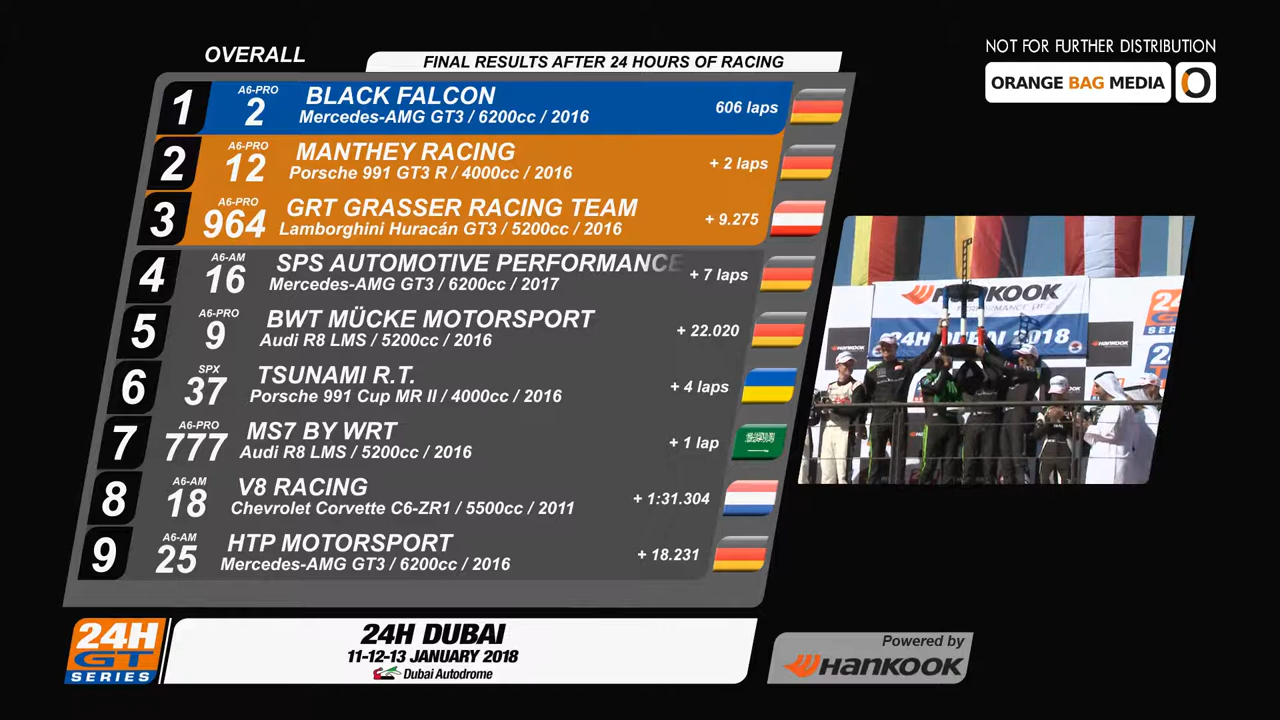 OVERALL
FINAL RESULTS AFTER 24 HOURS OF RACING
NOT FOR FURTHER DISTRIBUTION
ORANGE BAG MEDIA
1 A6-PRO 2 BLACK FALCON 606 laps
Mercedes-AMG GT3 / 6200cc / 2016
2 A6-PRO 12 MANTHEY RACING + 2 laps
Porsche 991 GT3 R / 4000cc / 2016
3 A6-PRO 964 GRT GRASSER RACING TEAM + 9.275
Lamborghini Huracán GT3 / 5200cc / 2016
4 A6-AM 16 SPS AUTOMOTIVE PERFORMANCE + 7 laps
Mercedes-AMG GT3 / 6200cc / 2017
5 A6-PRO 9 BWT MÜCKE MOTORSPORT + 22.020
Audi R8 LMS / 5200cc / 2016
6 SPX 37 TSUNAMI R.T. + 4 laps
Porsche 991 Cup MR II / 4000cc / 2016
7 A6-PRO 777 MS7 BY WRT + 1 lap
Audi R8 LMS / 5200cc / 2016
8 A6-AM 18 V8 RACING + 1:31.304
Chevrolet Corvette C6-ZR1 / 5500cc / 2011
9 A6-AM 25 HTP MOTORSPORT + 18.231
Mercedes-AMG GT3 / 6200cc / 2016
HANKOOK
24H DUBAI 2018
24H GT SERIES
24H DUBAI
11-12-13 JANUARY 2018
Dubai Autodrome
Powered by
HANKOOK